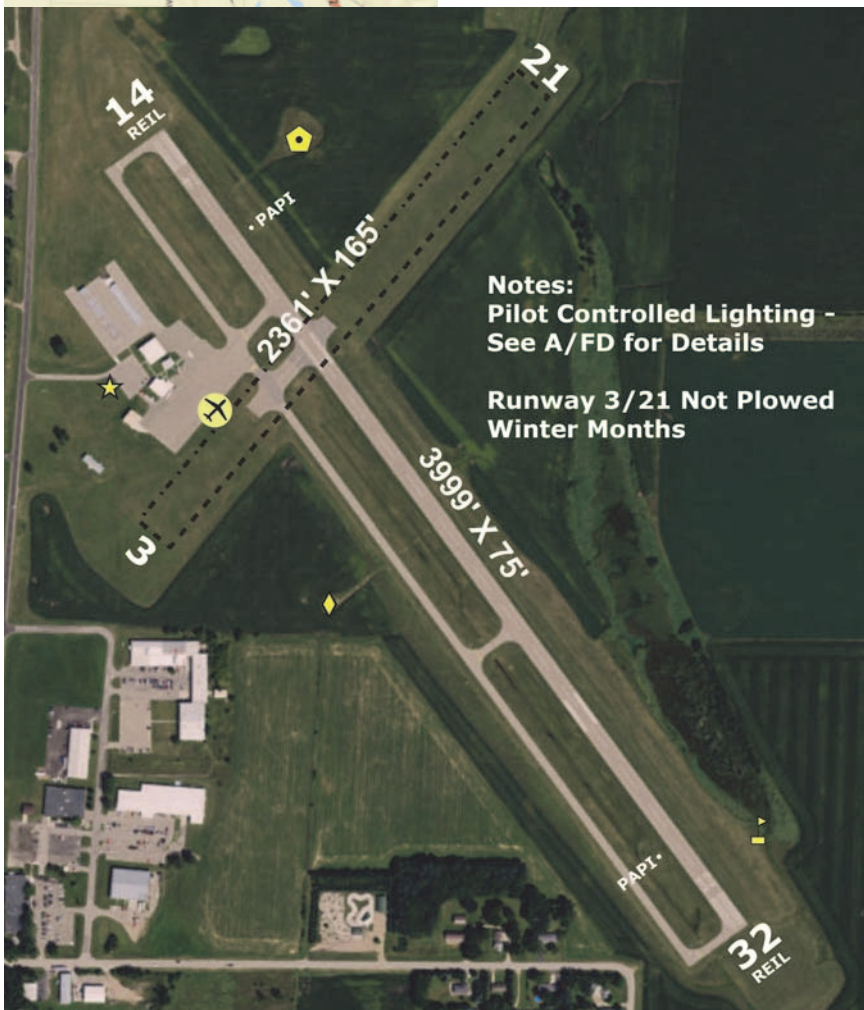 21
14
REIL
PAPI
2361' X 165'
Notes:
Pilot Controlled Lighting -
See A/FD for Details
Runway 3/21 Not Plowed
Winter Months
3999' X 75'
3
PAPI
32
REIL